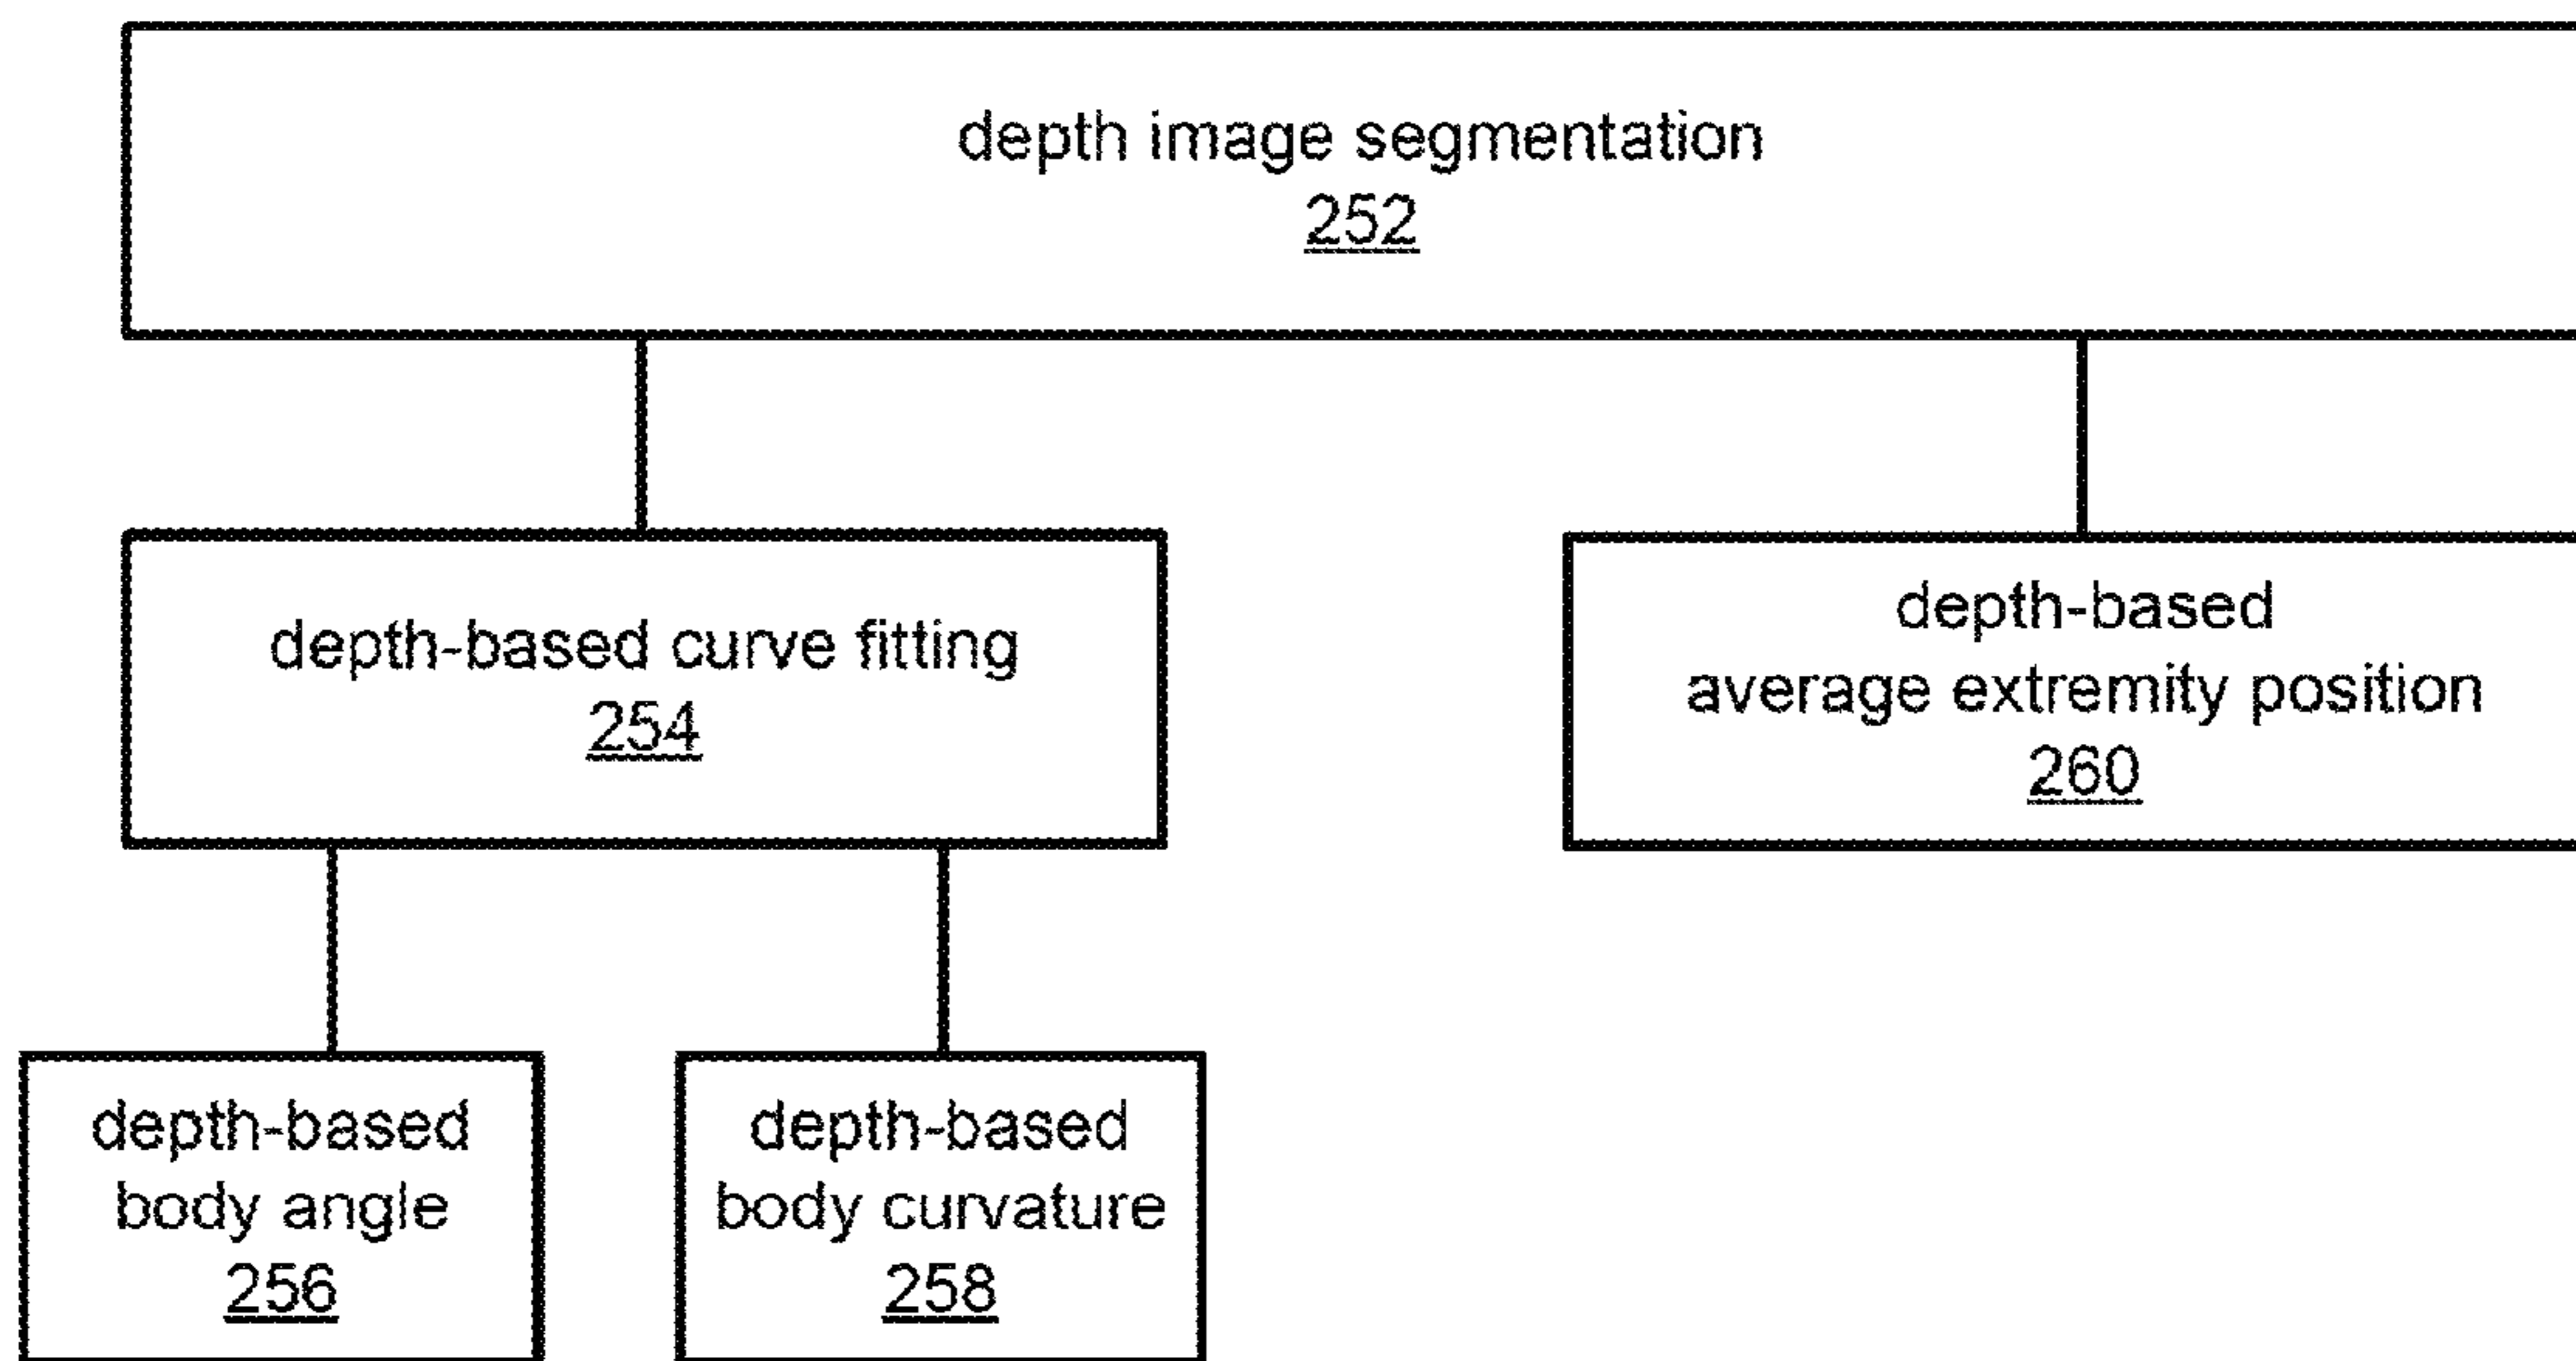 depth image segmentation
252
depth-based curve fitting
254
depth-based
average extremity position
260
depth-based
body angle
256
depth-based
body curvature
258